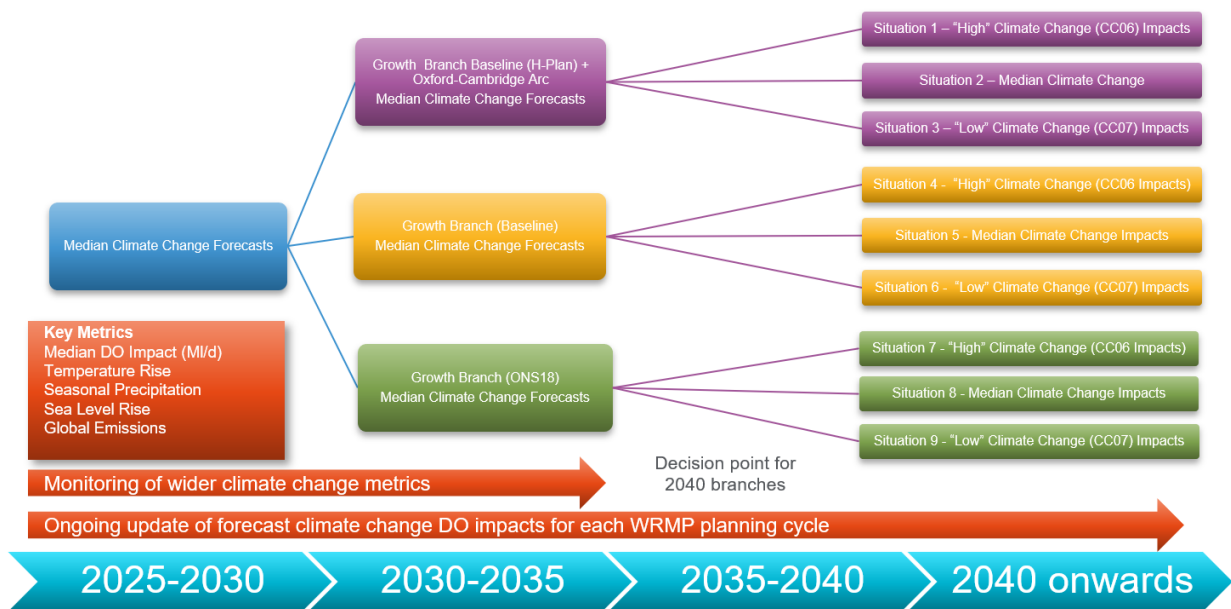 Median Climate Change Forecasts
Growth  Branch Baseline (H-Plan) +
Oxford-Cambridge Arc
Median Climate Change Forecasts
Growth Branch (Baseline)
Median Climate Change Forecasts
Growth Branch (ONS18)
Median Climate Change Forecasts
Situation 1 – "High" Climate Change (CC06) Impacts
Situation 2 – Median Climate Change
Situation 3 – "Low" Climate Change (CC07) Impacts
Situation 4 - "High" Climate Change (CC06 Impacts)
Situation 5 - Median Climate Change Impacts
Situation 6 - "Low" Climate Change (CC07) Impacts
Situation 7 - "High" Climate Change (CC06 Impacts)
Situation 8 - Median Climate Change Impacts
Situation 9 - "Low" Climate Change (CC07) Impacts
Key Metrics
Median DO Impact (Ml/d)
Temperature Rise
Seasonal Precipitation
Sea Level Rise
Global Emissions
Decision point for
2040 branches
Monitoring of wider climate change metrics
Ongoing update of forecast climate change DO impacts for each WRMP planning cycle
2025-2030
2030-2035
2035-2040
2040 onwards